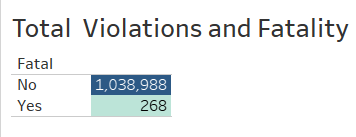 Total Violations and Fatality
Fatal
No 1,038,988
Yes 268